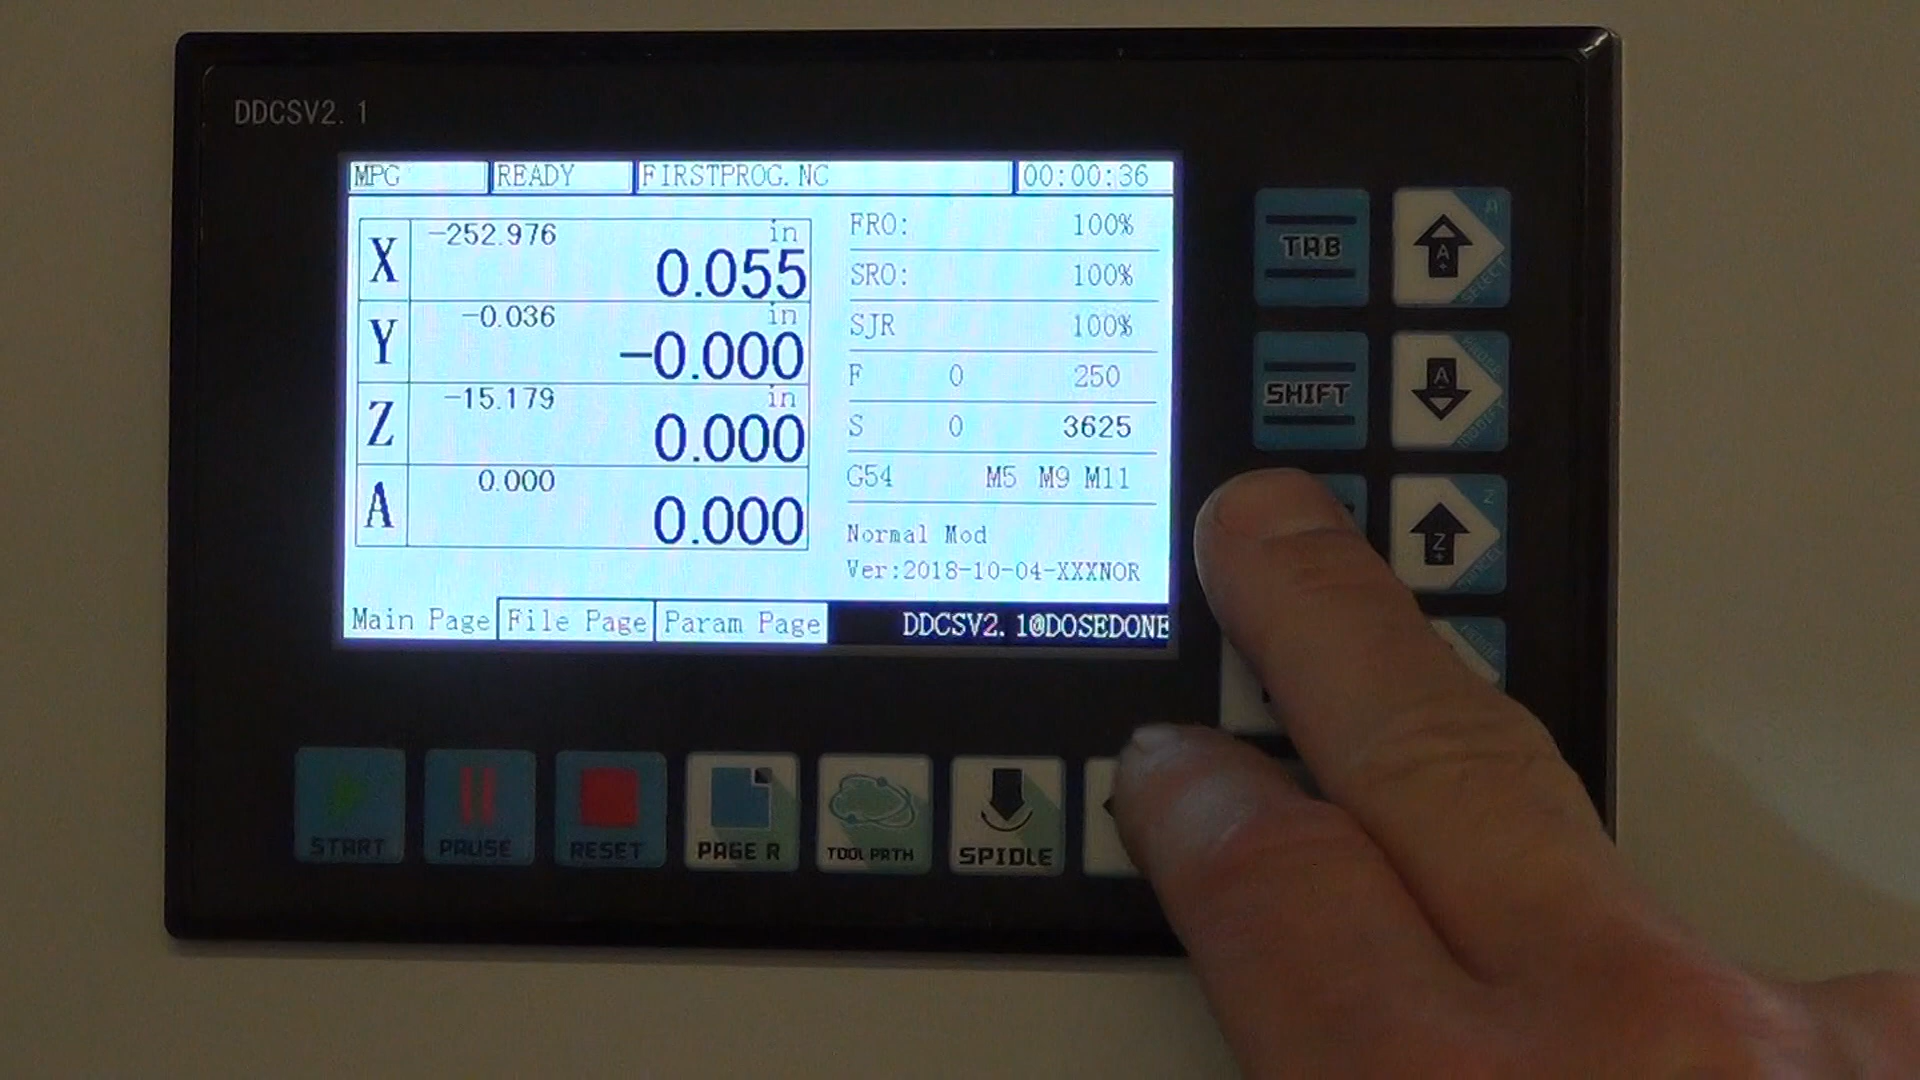 DDCSV2.1
MPG READY FIRSTPROG.NC 00:00:36
X -252.976 in 0.055
Y -0.036 in -0.000
Z -15.179 in 0.000
A 0.000 0.000
FRO: 100%
SRO: 100%
SJR 100%
F 0 250
S 0 3625
G54 M5 M9 M11
Normal Mod
Ver:2018-10-04-XXXNOR
Main Page File Page Param Page DDCSV2.1@DOSEDONE
TAB A+ A SELECT
SHIFT A
Z+ Z CANCEL
START PAUSE RESET PAGE R TOOL PATH SPIDLE